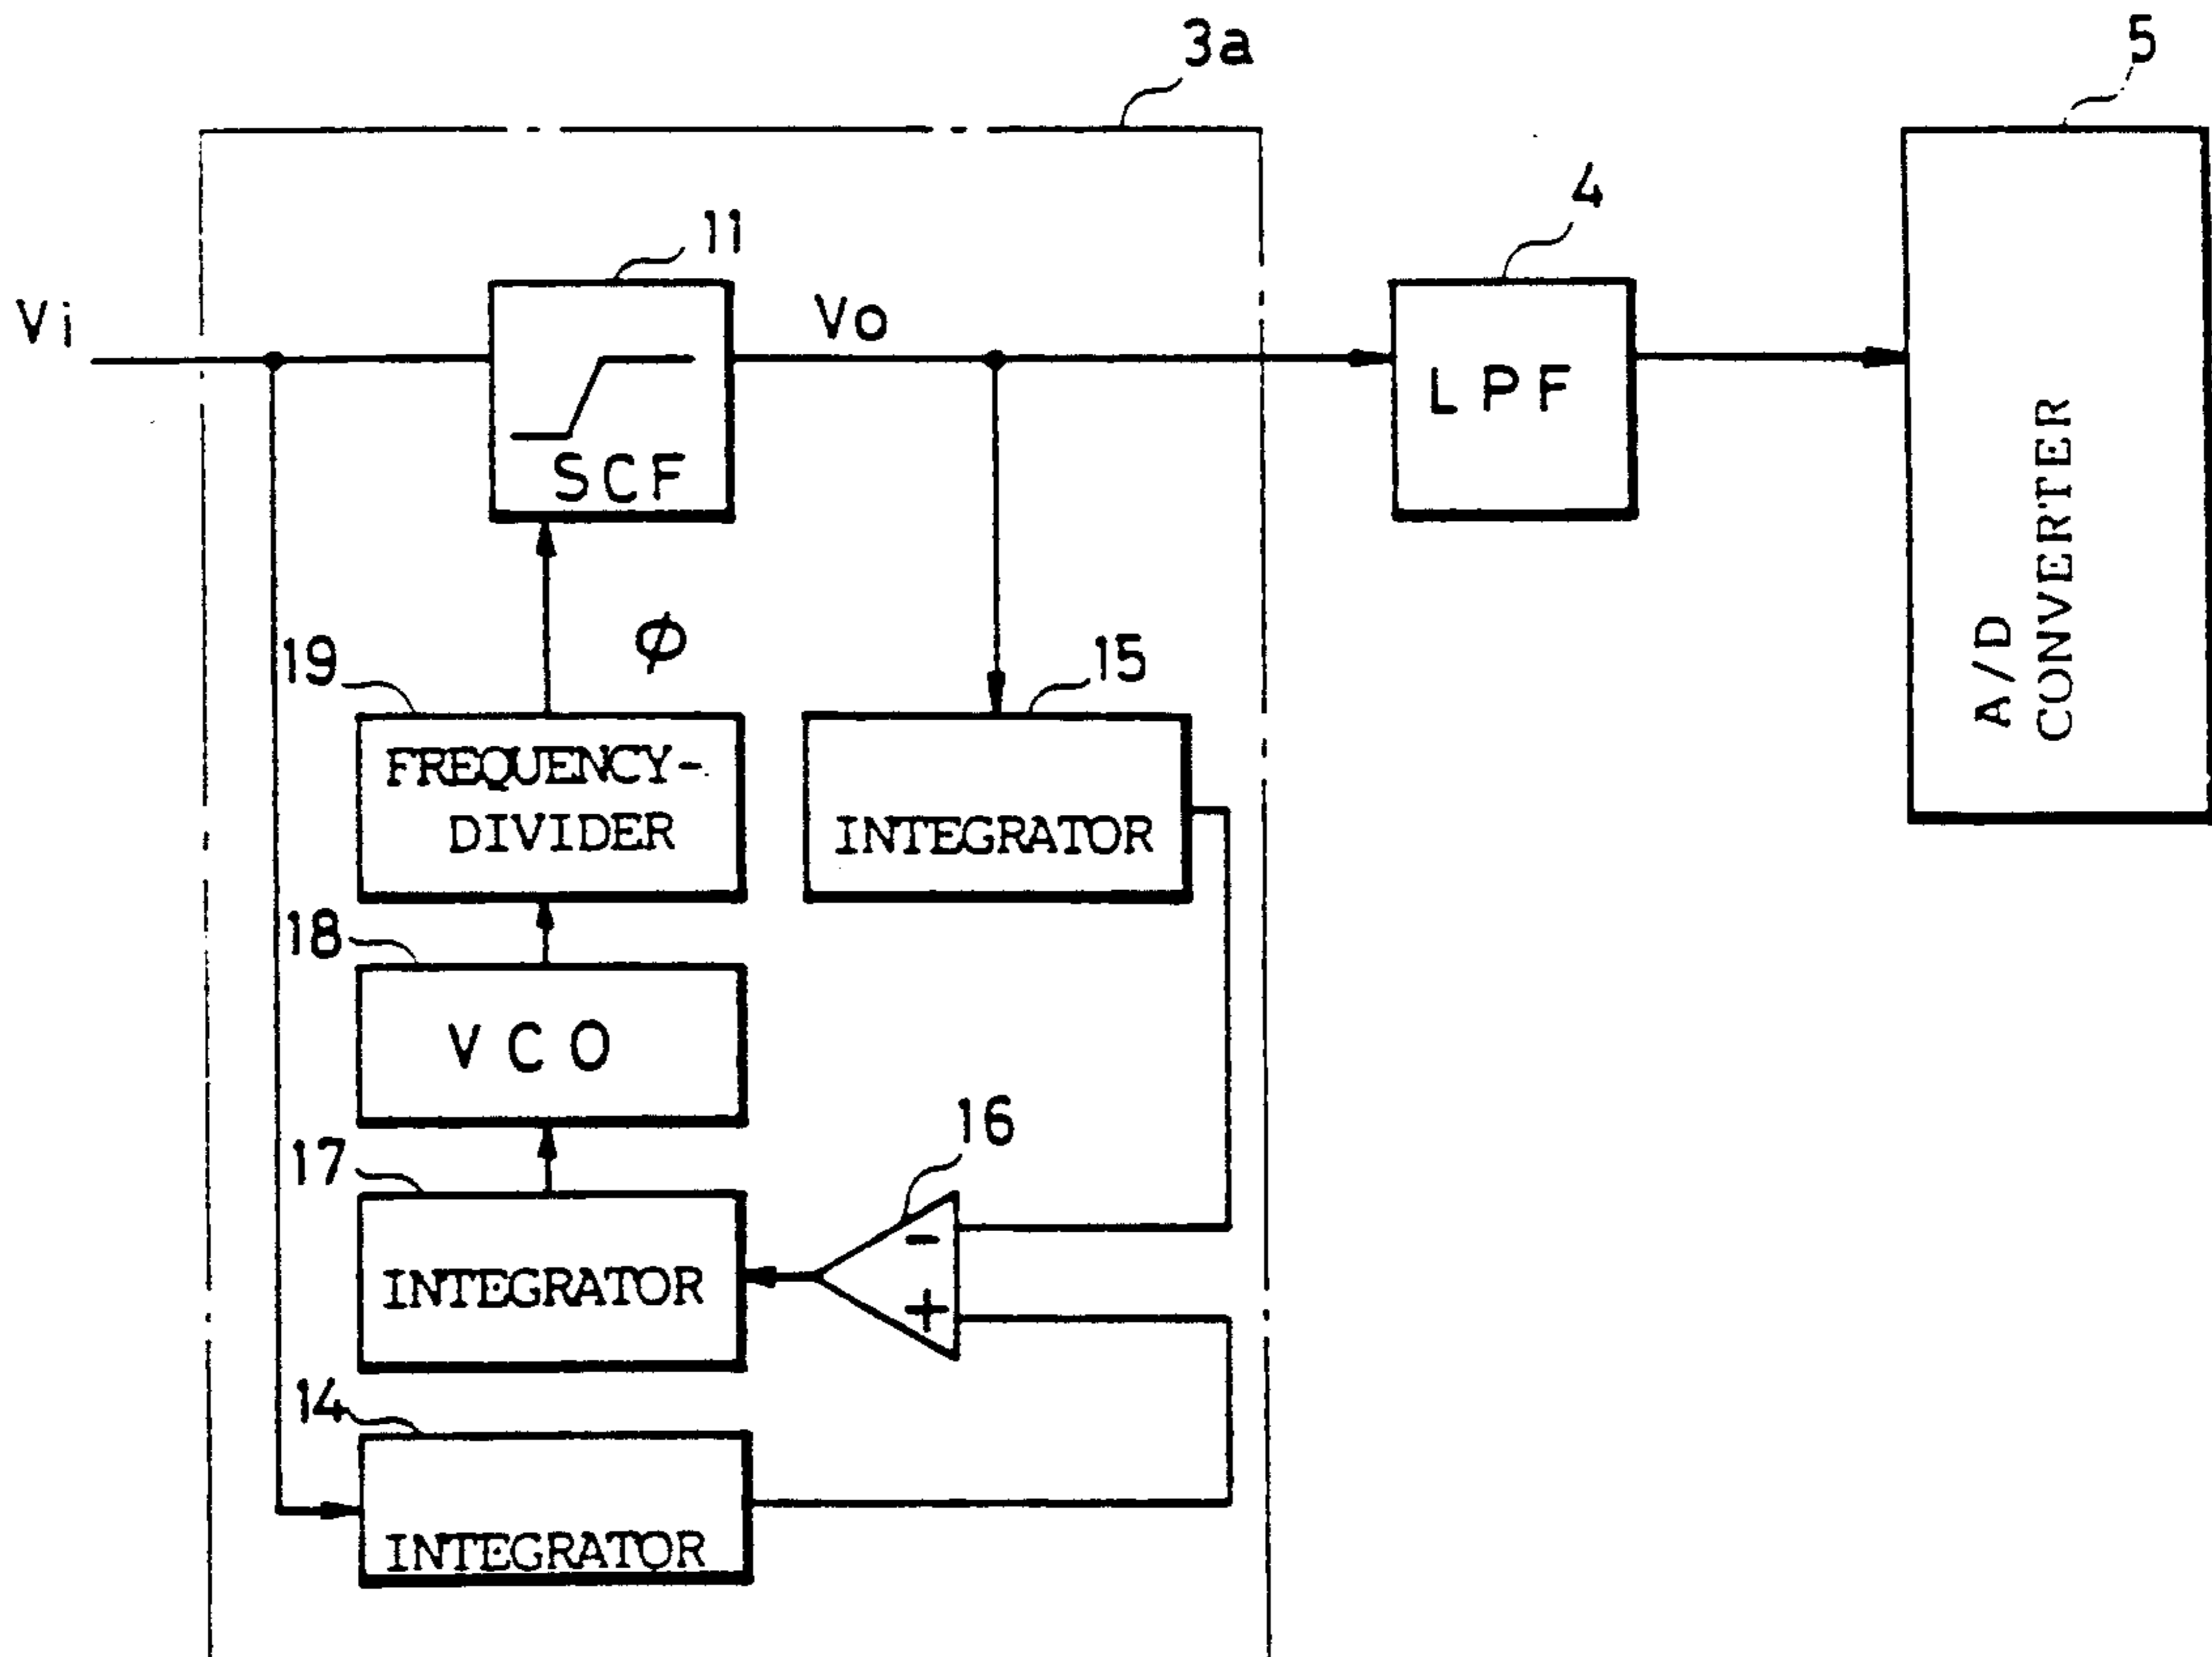 3a
5
4
11
Vi
Vo
LPF
SCF
A/D
CONVERTER
φ
19
15
FREQUENCY-
DIVIDER
INTEGRATOR
18
VCO
16
17
-
INTEGRATOR
+
14
INTEGRATOR